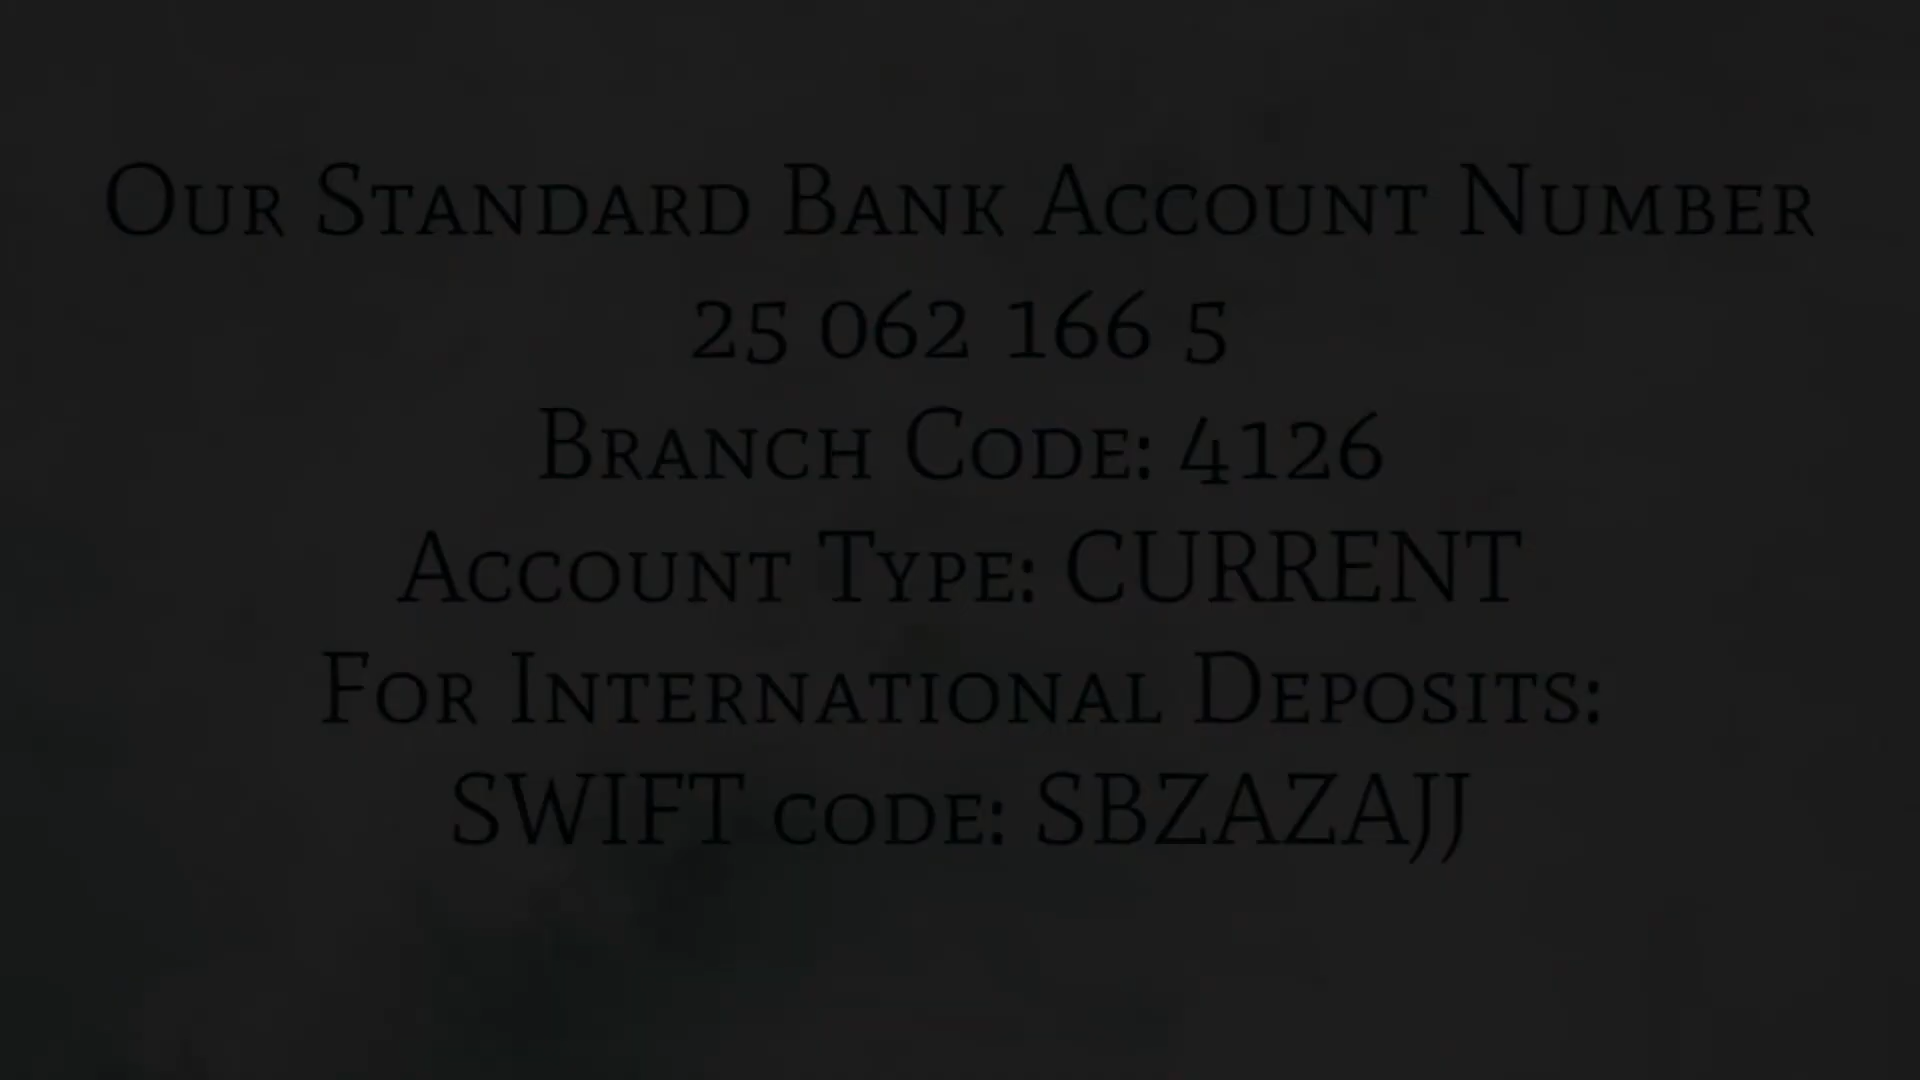 Our Standard Bank Account Number
25 062 166 5
Branch Code: 4126
Account Type: CURRENT
For International Deposits:
SWIFT code: SBZAZAJJ